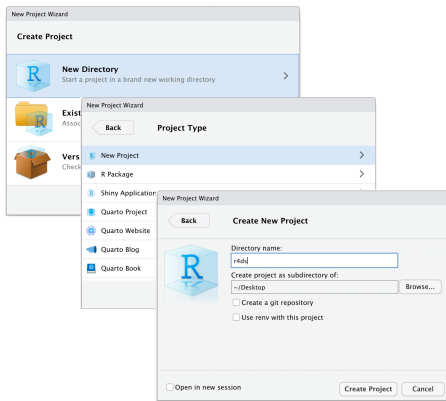 New Project Wizard
Create Project
New Directory
Start a project in a brand new working directory
Exist
Assoc
Vers
Check
New Project Wizard
Back
Project Type
New Project
R Package
Shiny Application
Quarto Project
Quarto Website
Quarto Blog
Quarto Book
New Project Wizard
Back
Create New Project
Directory name:
r4ds
Create project as subdirectory of:
~/Desktop
Browse...
Create a git repository
Use renv with this project
Open in new session
Create Project
Cancel